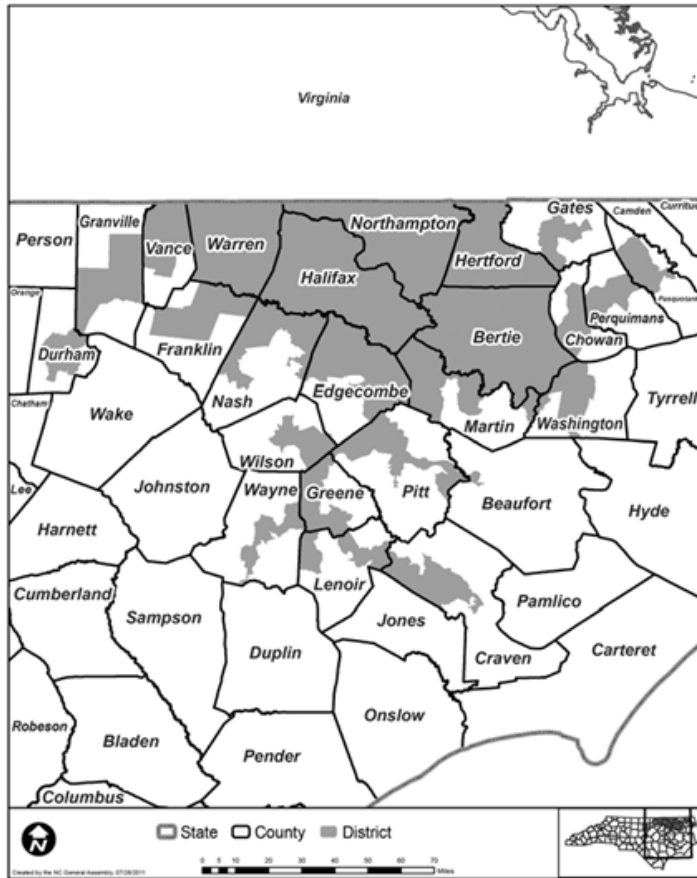 Virginia
Person
Granville
Vance
Warren
Northampton
Gates
Camden
Hertford
Halifax
Orange
Durham
Franklin
Nash
Edgecombe
Bertie
Chowan
Perquimans
Chatham
Wake
Martin
Washington
Tyrrell
Wilson
Johnston
Wayne
Greene
Pitt
Beaufort
Hyde
Lee
Harnett
Lenoir
Cumberland
Sampson
Jones
Pamlico
Duplin
Craven
Carteret
Robeson
Bladen
Onslow
Pender
Columbus
N
State County District
0 5 10 20 30 40 50 60 70
Miles
Created by the NC General Assembly, 07/28/2011